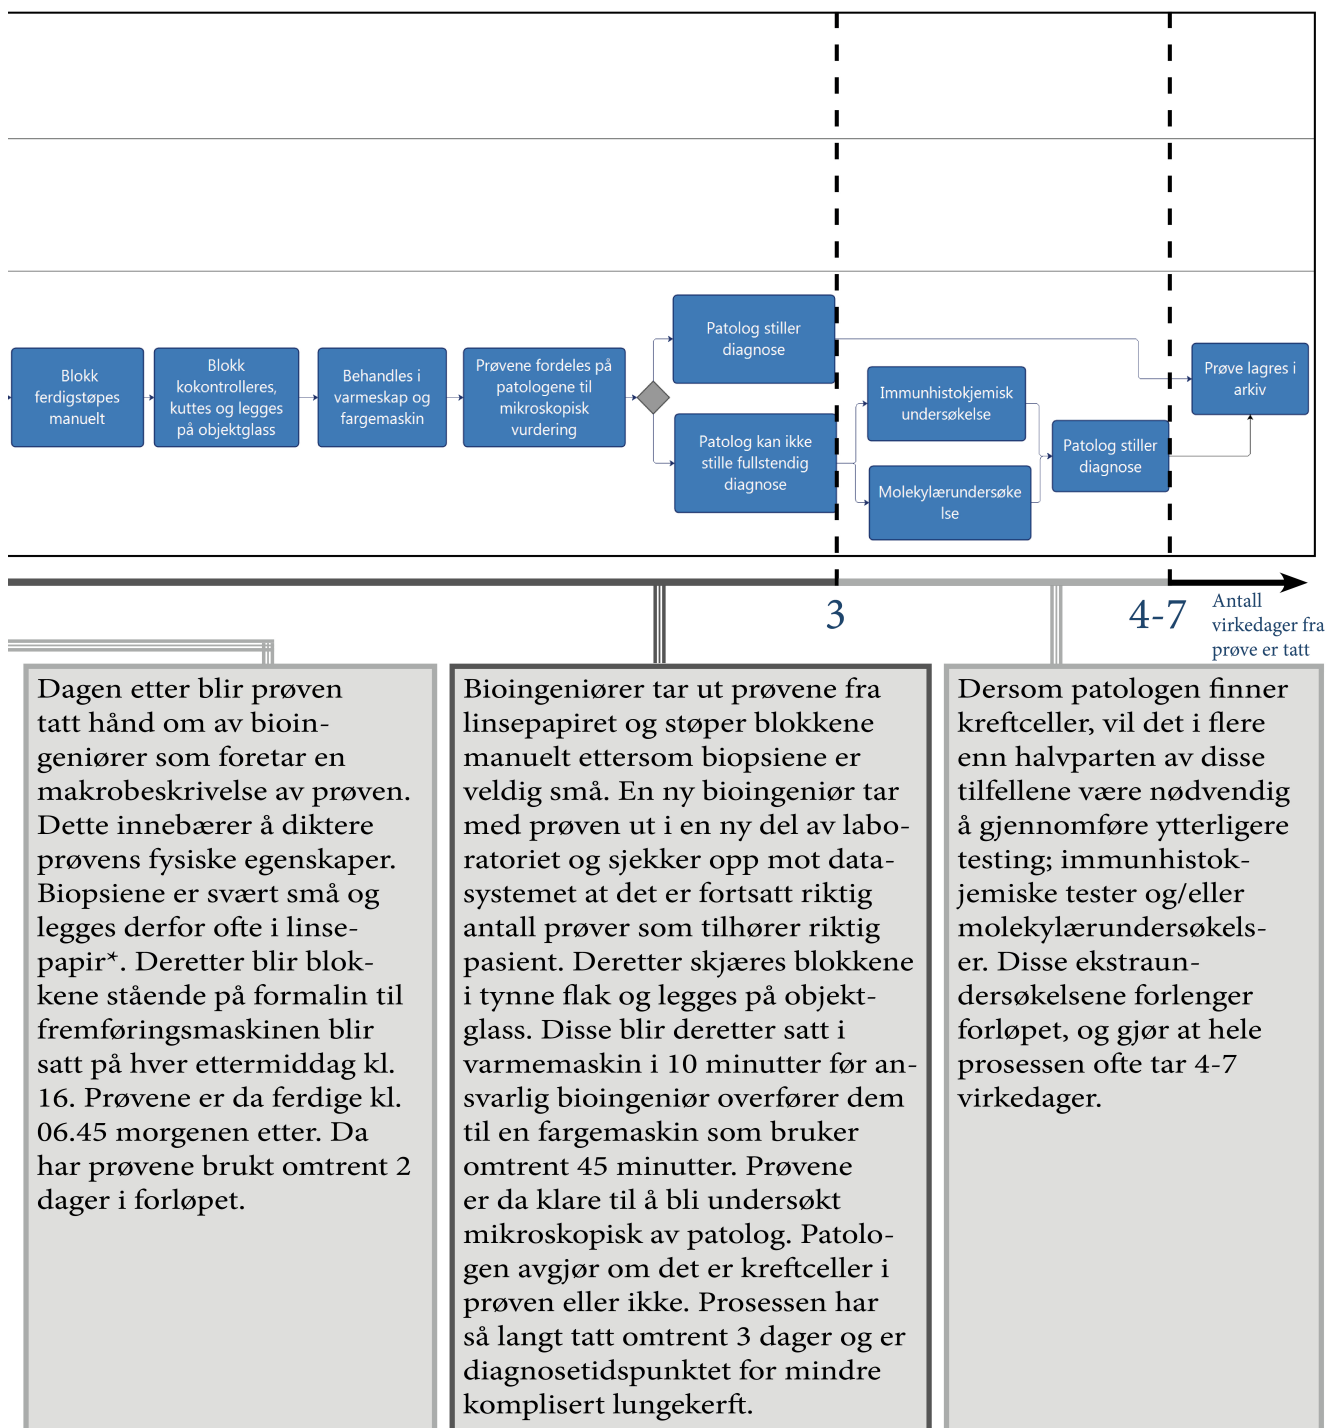 Blokk
ferdigstøpes
manuelt
Blokk
kokontrolleres,
kuttes og legges
på objektglass
Behandles i
varmeskap og
fargemaskin
Prøvene fordeles på
patologene til
mikroskopisk
vurdering
Patolog stiller
diagnose
Patolog kan ikke
stille fullstendig
diagnose
Immunhistokjemisk
undersøkelse
Molekylærundersøke
lse
Patolog stiller
diagnose
Prøve lagres i
arkiv
3
4-7
Antall
virkedager fra
prøve er tatt
Dagen etter blir prøven
tatt hånd om av bioin-
geniører som foretar en
makrobeskrivelse av prøven.
Dette innebærer å diktere
prøvens fysiske egenskaper.
Biopsiene er svært små og
legges derfor ofte i linse-
papir*. Deretter blir blok-
kene stående på formalin til
fremføringsmaskinen blir
satt på hver ettermiddag kl.
16. Prøvene er da ferdige kl.
06.45 morgenen etter. Da
har prøvene brukt omtrent 2
dager i forløpet.
Bioingeniører tar ut prøvene fra
linsepapiret og støper blokkene
manuelt ettersom biopsiene er
veldig små. En ny bioingeniør tar
med prøven ut i en ny del av labo-
ratoriet og sjekker opp mot data-
systemet at det er fortsatt riktig
antall prøver som tilhører riktig
pasient. Deretter skjæres blokkene
i tynne flak og legges på objekt-
glass. Disse blir deretter satt i
varmemaskin i 10 minutter før an-
svarlig bioingeniør overfører dem
til en fargemaskin som bruker
omtrent 45 minutter. Prøvene
er da klare til å bli undersøkt
mikroskopisk av patolog. Patolo-
gen avgjør om det er kreftceller i
prøven eller ikke. Prosessen har
så langt tatt omtrent 3 dager og er
diagnosetidspunktet for mindre
komplisert lungekerft.
Dersom patologen finner
kreftceller, vil det i flere
enn halvparten av disse
tilfellene være nødvendig
å gjennomføre ytterligere
testing; immunhistok-
jemiske tester og/eller
molekylærundersøkels-
er. Disse ekstraun-
dersøkelsene forlenger
forløpet, og gjør at hele
prosessen ofte tar 4-7
virkedager.